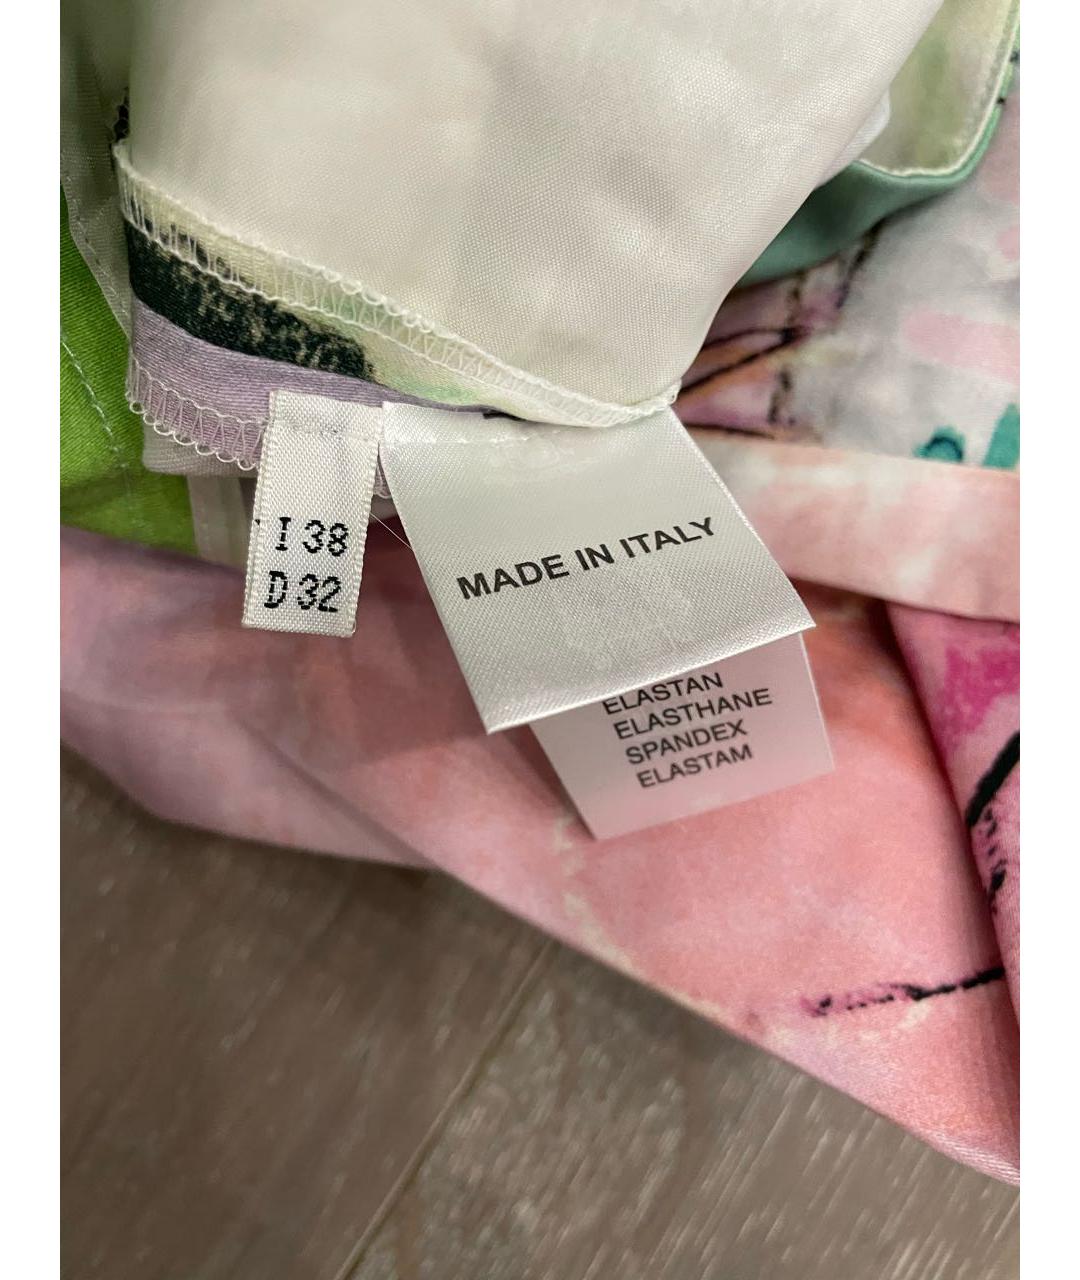 I 38
D 32
MADE IN ITALY
ELASTAN
ELASTHANE
SPANDEX
ELASTAM